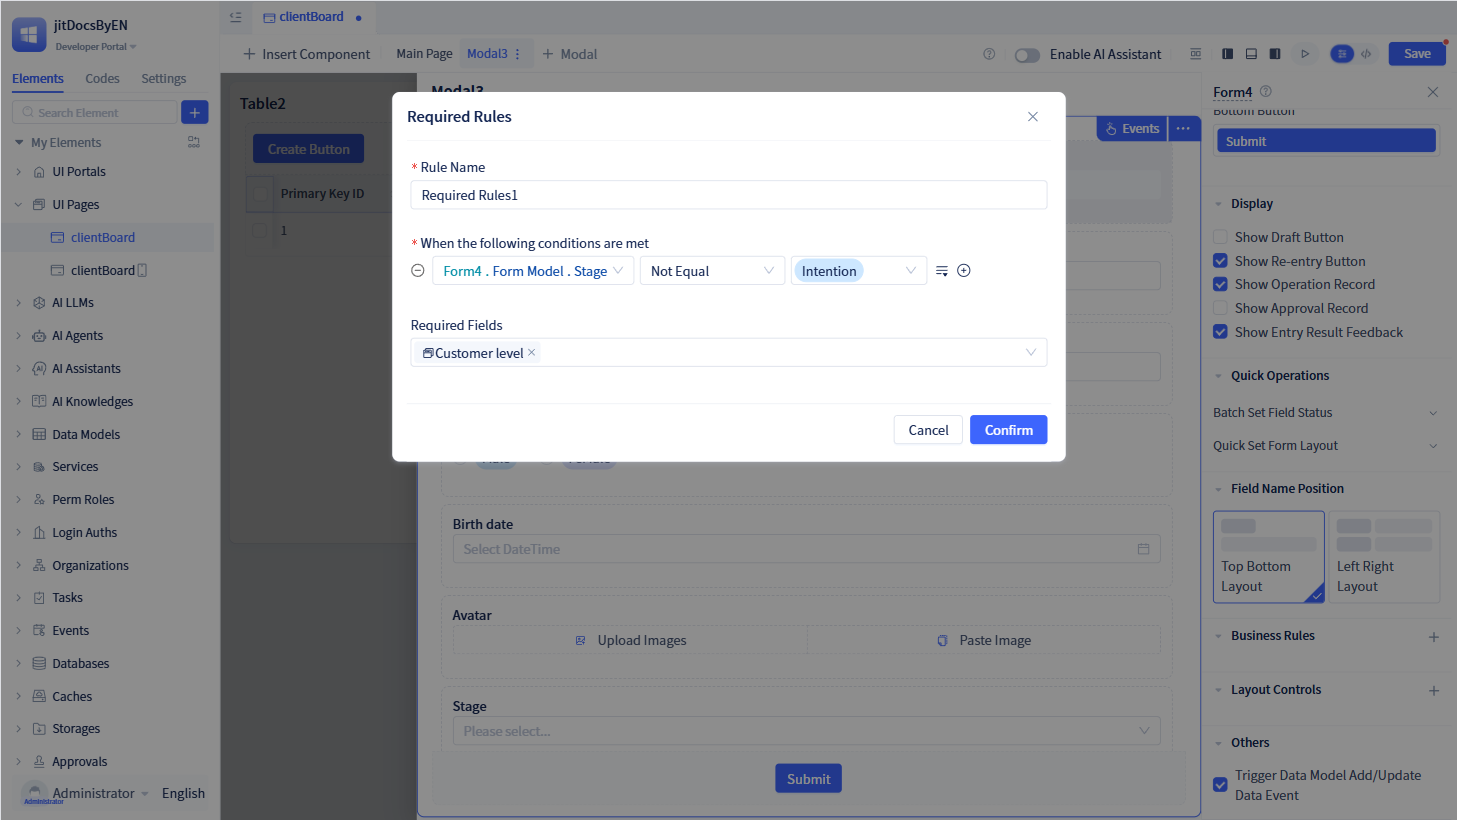 jitDocsByEN
Developer Portal
Elements
Codes
Settings
Search Element
My Elements
UI Portals
UI Pages
clientBoard
clientBoard
AI LLMs
AI Agents
AI Assistants
AI Knowledges
Data Models
Services
Perm Roles
Login Auths
Organizations
Tasks
Events
Databases
Caches
Storages
Approvals
Administrator
Administrator
English
clientBoard
Insert Component
Main Page
Modal3
Modal
Enable AI Assistant
Save
Table2
Create Button
Primary Key ID
1
Modal3
Events
Required Rules
* Rule Name
Required Rules1
* When the following conditions are met
Form4 . Form Model . Stage
Not Equal
Intention
Required Fields
Customer level
Cancel
Confirm
Birth date
Select DateTime
Avatar
Upload Images
Paste Image
Stage
Please select...
Submit
Form4
Bottom Button
Submit
Display
Show Draft Button
Show Re-entry Button
Show Operation Record
Show Approval Record
Show Entry Result Feedback
Quick Operations
Batch Set Field Status
Quick Set Form Layout
Field Name Position
Top Bottom
Layout
Left Right
Layout
Business Rules
Layout Controls
Others
Trigger Data Model Add/Update
Data Event